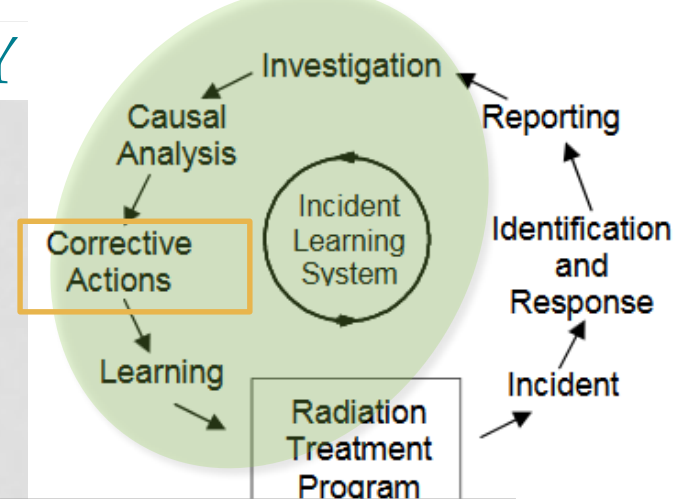 Y
Investigation
Causal
Analysis
Reporting
Incident
Learning
System
Identification
and
Response
Corrective
Actions
Learning
Incident
Radiation
Treatment
Program